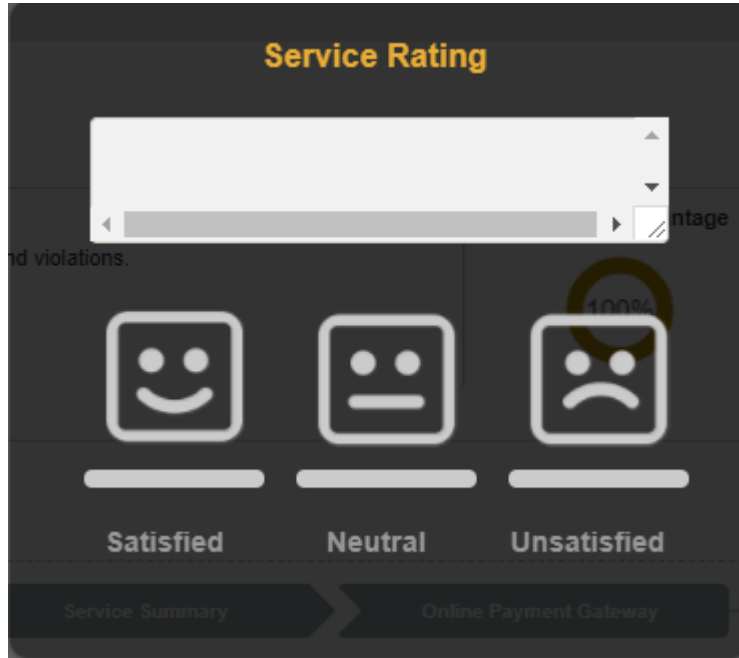 Service Rating
ntage
nd violations.
100%
Satisfied Neutral Unsatisfied
Service Summary Online Payment Gateway